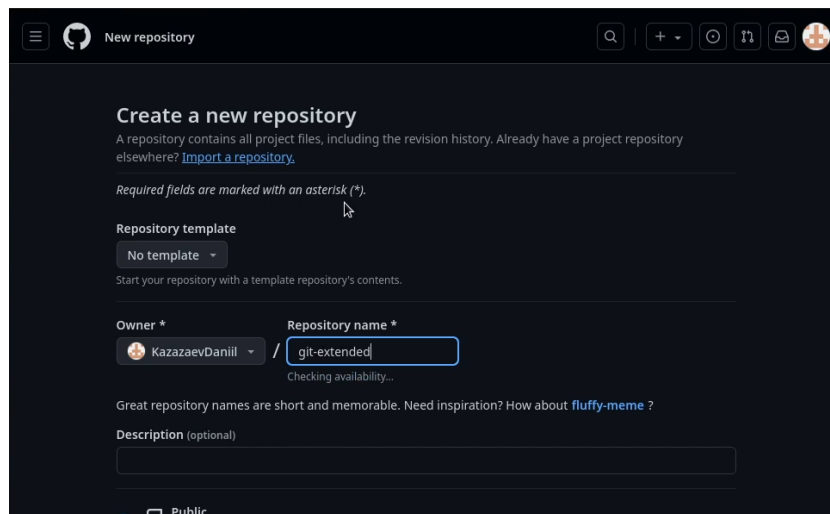 New repository
Create a new repository
A repository contains all project files, including the revision history. Already have a project repository
elsewhere? Import a repository.
Required fields are marked with an asterisk (*).
Repository template
No template
Start your repository with a template repository's contents.
Owner * Repository name *
KazazaevDaniil / git-extended
Checking availability...
Great repository names are short and memorable. Need inspiration? How about fluffy-meme ?
Description (optional)
Public